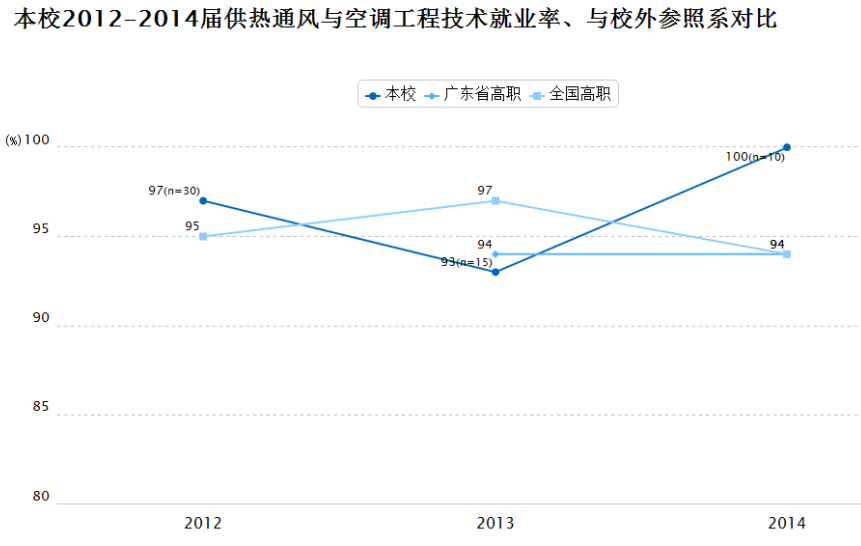 本校2012-2014届供热通风与空调工程技术就业率、与校外参照系对比
本校 广东省高职 全国高职
(%) 100
100(n=10)
97(n=30)
97
95
95
94
94
93(n=15)
90
85
80
2012 2013 2014